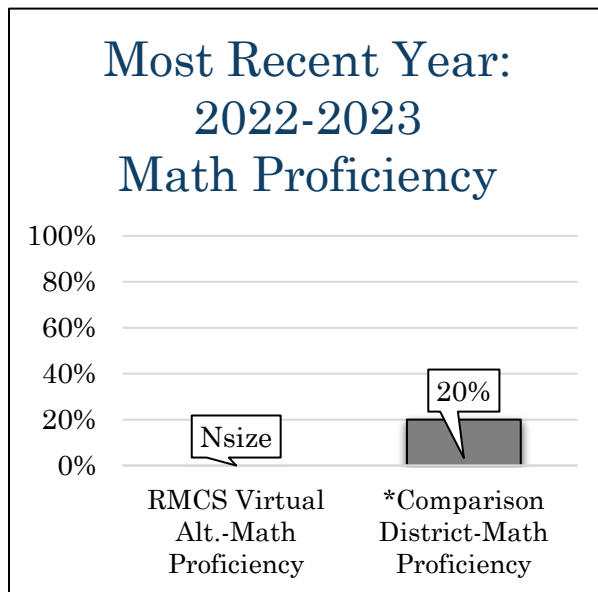 Most Recent Year:
2022-2023
Math Proficiency
100%
80%
60%
40%
20%
0%
Nsize
20%
RMCS Virtual
Alt.-Math
Proficiency
*Comparison
District-Math
Proficiency